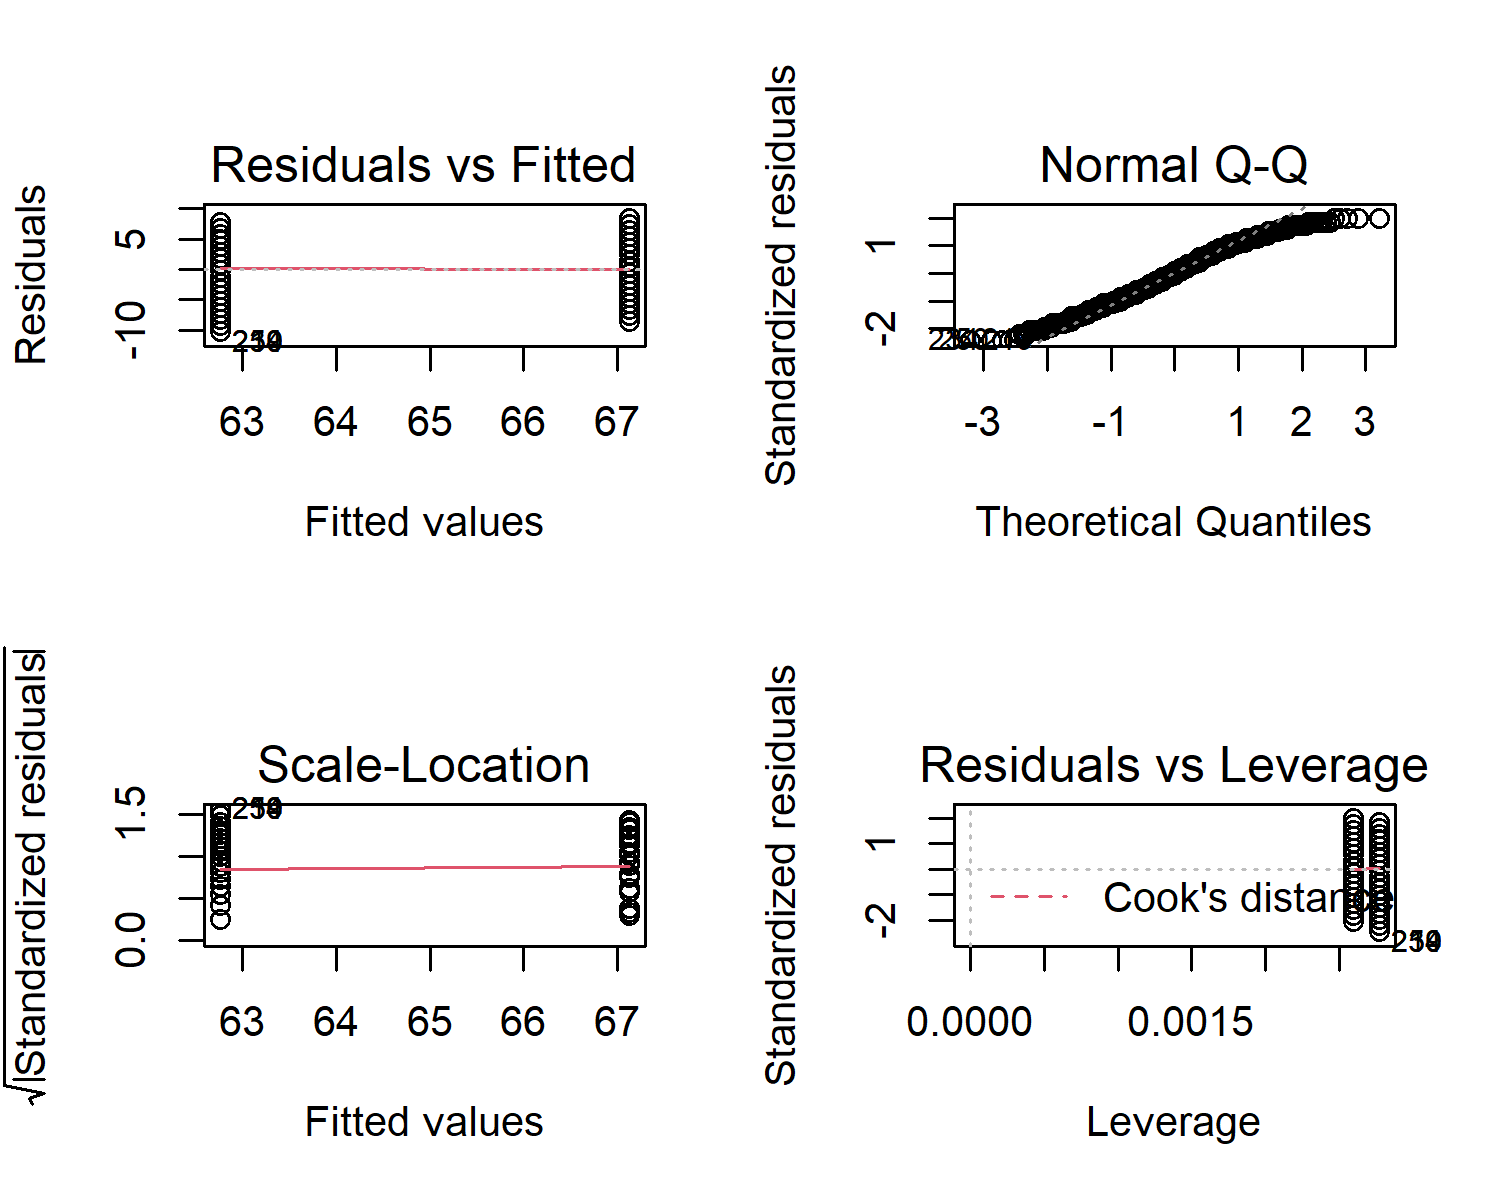 Residuals vs Fitted
Residuals
5
-10
63 64 65 66 67
Fitted values
Normal Q-Q
Standardized residuals
1
-2
-3 -1 1 2 3
Theoretical Quantiles
Scale-Location
√|Standardized residuals|
1.5
0.0
63 64 65 66 67
Fitted values
Residuals vs Leverage
Standardized residuals
1
-2
Cook's distance
0.0000 0.0015
Leverage